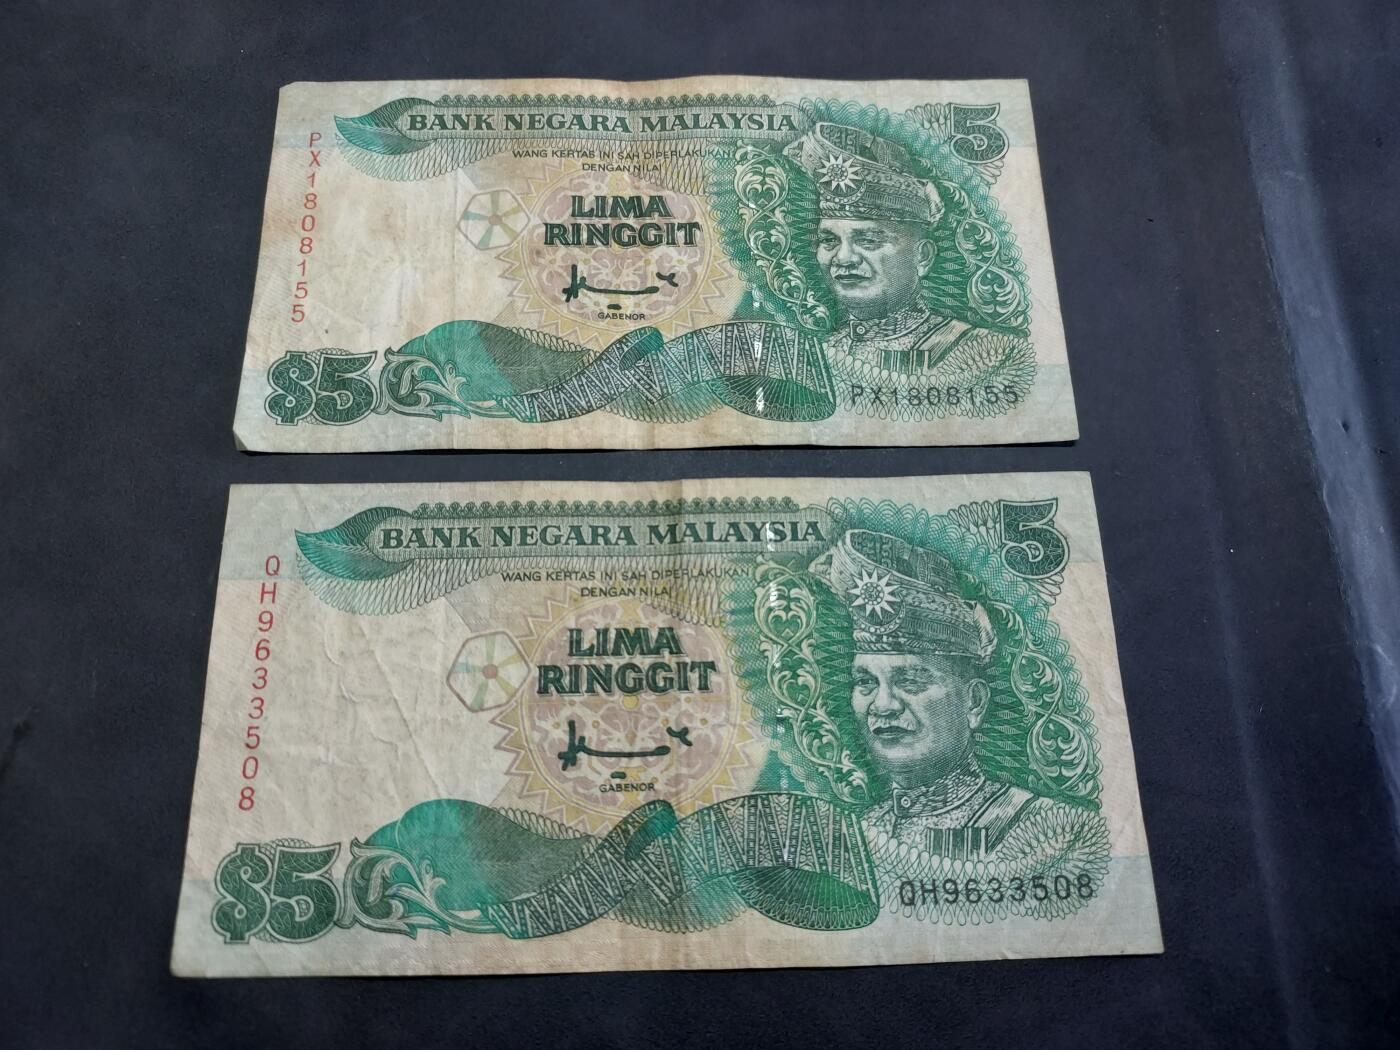 BANK NEGARA MALAYSIA
5
WANG KERTAS INI SAH DIPERLAKUKAN
DENGAN NILAI
PX1808155
LIMA
RINGGIT
GABENOR
$5
PX1808155
BANK NEGARA MALAYSIA
5
WANG KERTAS INI SAH DIPERLAKUKAN
DENGAN NILAI
QH9633508
LIMA
RINGGIT
GABENOR
$5
QH9633508